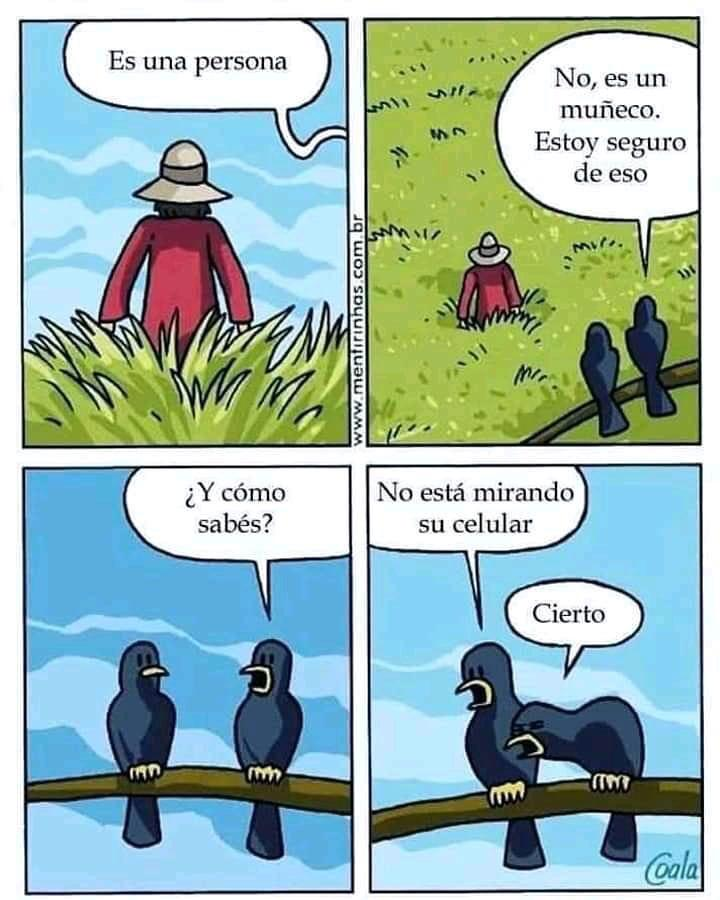 Es una persona
No, es un
muñeco.
Estoy seguro
de eso
www.mentirinhas.com.br
¿Y cómo
sabés?
No está mirando
su celular
Cierto
Coala